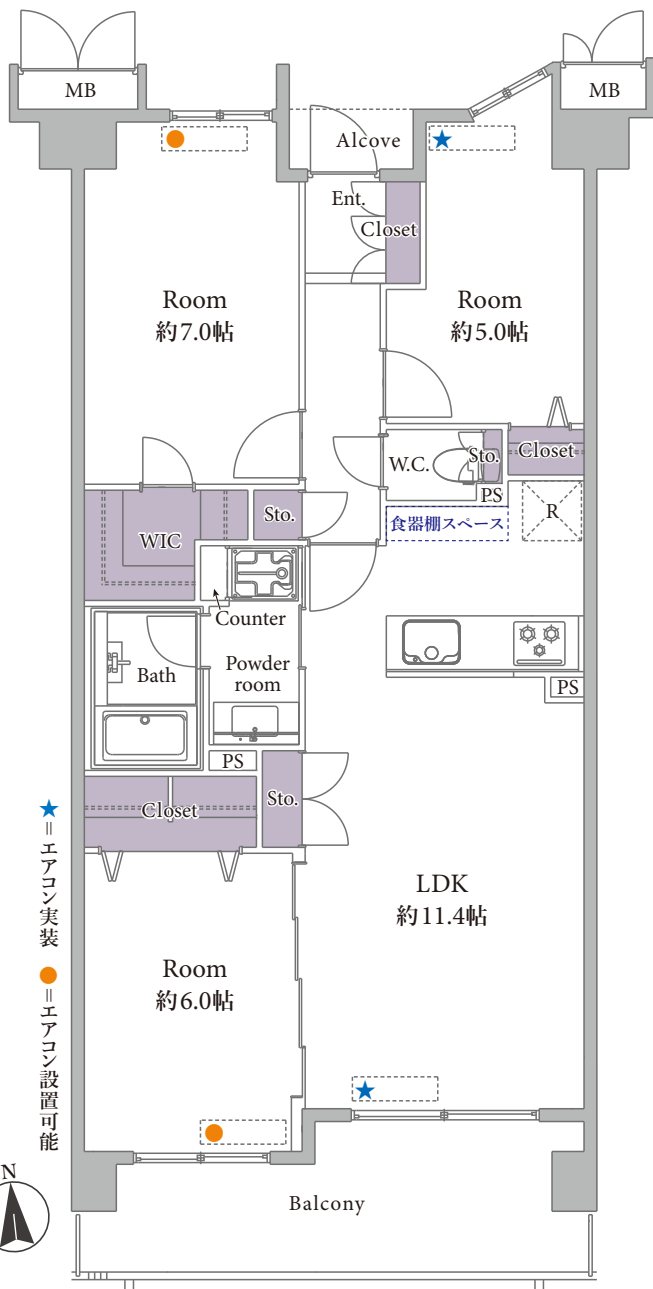 MB
MB
Alcove
Ent.
Closet
Room
約7.0帖
Room
約5.0帖
W.C.
Sto.
Closet
PS
WIC
Sto.
食器棚スペース
R
Counter
Bath
Powder
room
PS
PS
Closet
Sto.
★=エアコン実装
●=エアコン設置可能
LDK
約11.4帖
Room
約6.0帖
N
Balcony